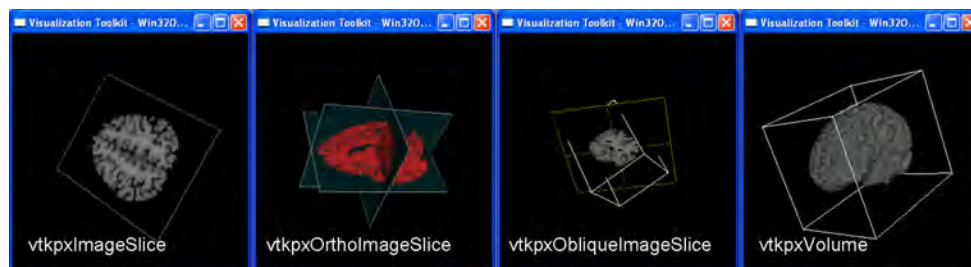 Visualization Toolkit - Win32O...
Visualization Toolkit - Win32O...
Visualization Toolkit - Win32O...
Visualization Toolkit - Win32O...
vtkpxImageSlice
vtkpxOrthoImageSlice
vtkpxObliqueImageSlice
vtkpxVolume